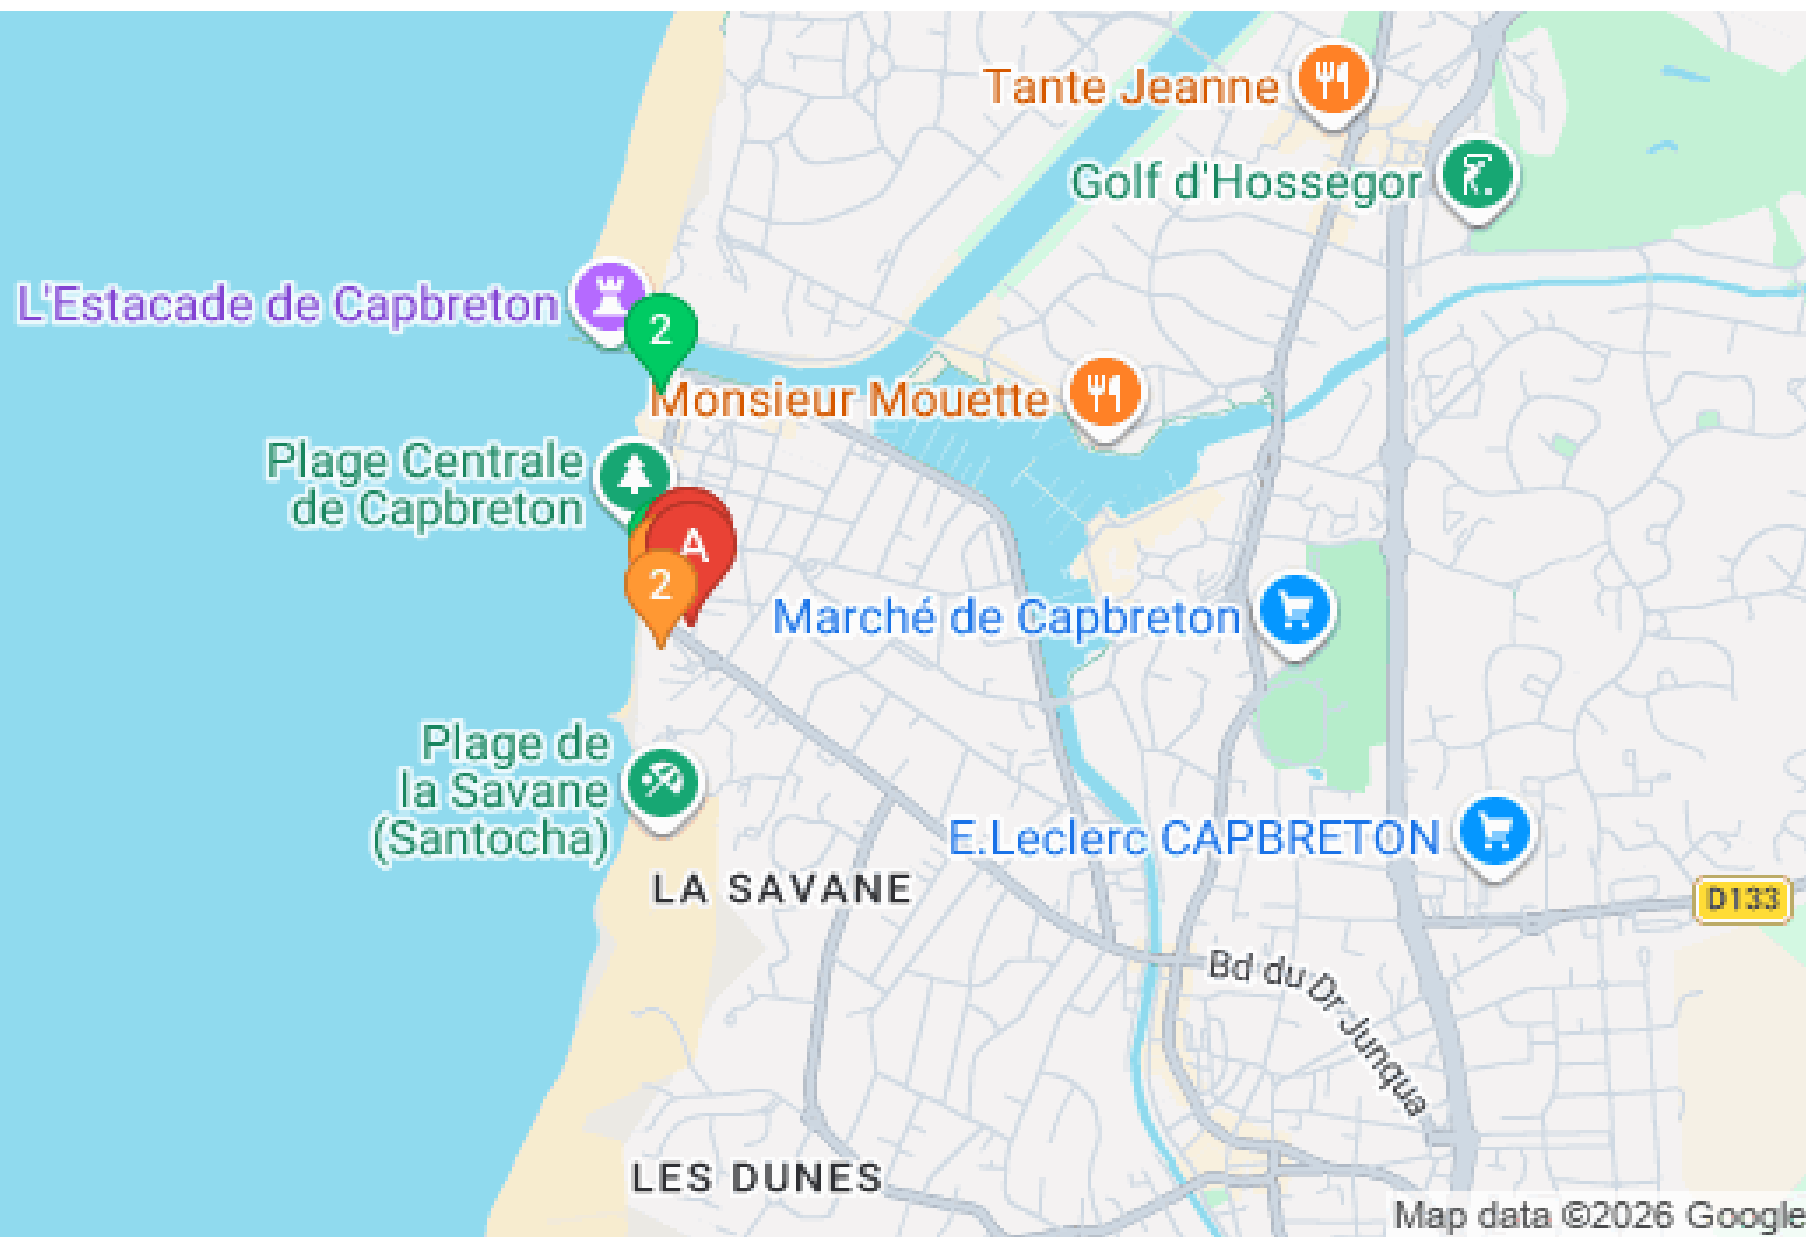 Tante Jeanne
Golf d'Hossegor
L'Estacade de Capbreton
2
Monsieur Mouette
Plage Centrale
de Capbreton
A
2
Marché de Capbreton
Plage de
la Savane
(Santocha)
E.Leclerc CAPBRETON
LA SAVANE
D133
Bd du Dr Junqua
LES DUNES
Map data ©2026 Google